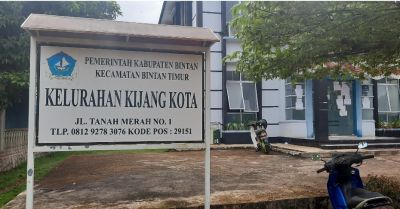 PEMERINTAH KABUPATEN BINTAN
KECAMATAN BINTAN TIMUR
KELURAHAN KIJANG KOTA
JL. TANAH MERAH NO. 1
TLP. 0812 9278 3076 KODE POS : 29151